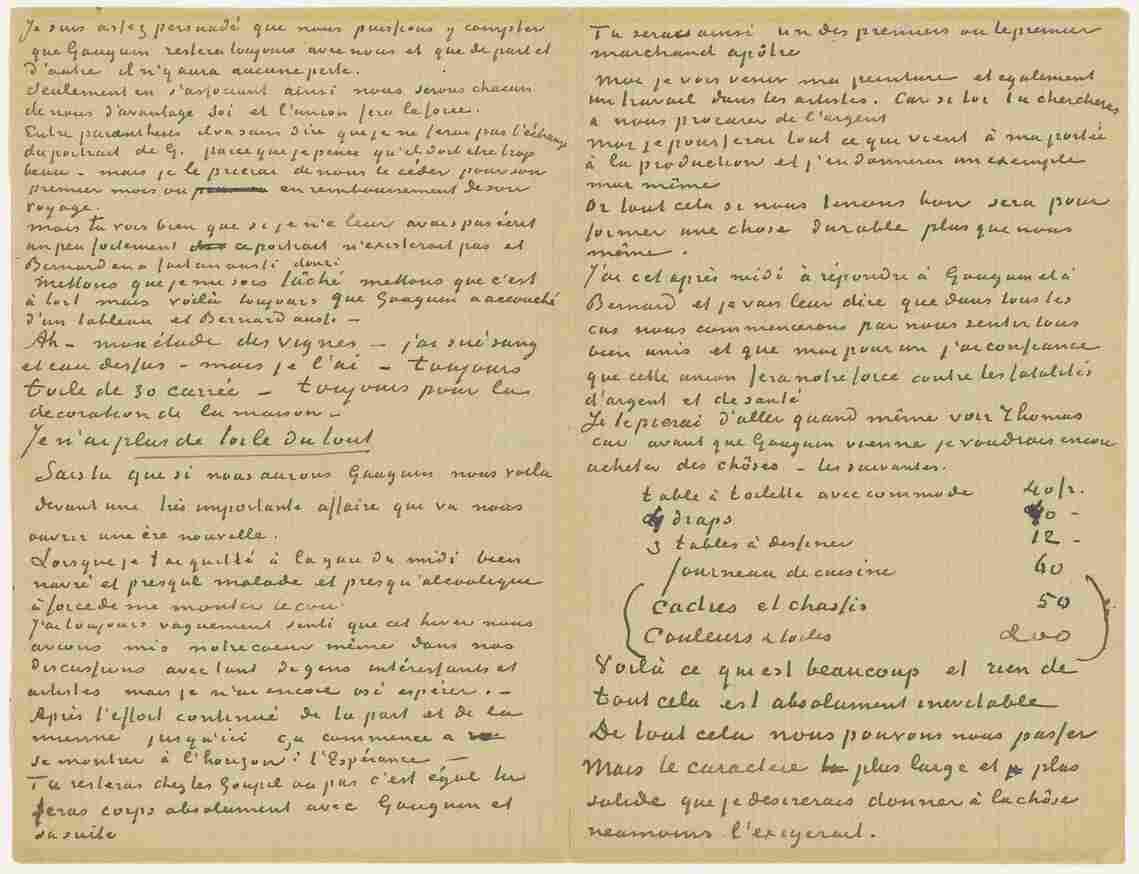 Je suis assez persuadé que nous puissions y compter
que Gauguin restera toujours avec nous et que de part et
d'autre il n'y aura aucune perte.
Seulement en s'associant ainsi nous serons chacun
de nous d'avantage soi et l'union fera la force.
Entre parenthèses il va sans dire que je ne ferai pas l'échange
du portrait de G. parceque je pense qu'il doit etre trop
beau – mais je le prierai de nous le céder pour son
premier mois ou en remboursement de son
voyage.
mais tu vois bien que si je n'e leur avais pas écrit
un peu fortement ce portrait n'existerait pas et
Bernard en a fait un aussi donc.
Mettons que je me sois fâché mettons que c'est
à tort mais voilà toujours que Gauguin a accouché
d'un tableau et Bernard aussi –
Ah – mon étude des vignes – j'ai sué sang
et eau dessus – mais je l'ai – toujours
toile de 30 carrée – toujours pour la
décoration de la maison –
Je n'ai plus de toile du tout
Sais tu que si nous aurons Gauguin nous voila
devant une très importante affaire que va nous
ouvrir une ère nouvelle.
Lorsque je t'ai quitté à la gare du midi bien
navré et presque malade et presqu'alcoolique
à force de me monter le cou.
J'ai toujours vaguement senti que cet hiver nous
avions mis notre coeur même dans nos
discussions avec tant de gens intéressants et
artistes mais je n'ai encore osé espérer. –
Après l'effort continué de ta part et de la
mienne jusqu'ici ça commence a
se montrer à l'horizon: l'Espérance –
Tu resteras chez les Goupil ou pas c'est égal tu
feras corps absolument avec Gauguin et
sa suite
Tu seras ainsi un des premiers ou le premier
marchand apôtre
Moi je vois venir ma peinture et egalement
un travail dans les artistes. Car si toi tu chercheras
a nous procurer de l'argent
moi je pousserai tout ce que vient à ma portée
à la production et j'en donnerai un exemple
moi même
Or tout cela si nous tenons bon sera pour
former une chose durable plus que nous
même.
J'ai cet après midi à répondre à Gauguin et à
Bernard et je vais leur dire que dans tous les
cas nous commencerons par nous sentir tous
bien unis et que moi pour un j'ai confiance
que cette union fera notre force contre les fatalités
d'argent et de santé
Je te prierai d'aller quand même voir Thomas
car avant que Gauguin vienne je voudrais encore
acheter des chôses – les suivantes.
table à toilette avec commode 40 fr.
4 draps 40 –
3 tables à dessiner 12 –
fourneau de cuisine 60
Cadres et chassis 50
Couleurs & toiles 200
Voilà ce qui est beaucoup et rien de
tout cela est absolument inevitable
De tout cela nous pouvons nous passer
Mais le caractère plus large et plus
solide que je desirerais donner à la chôse
neamoins l'exigerait.